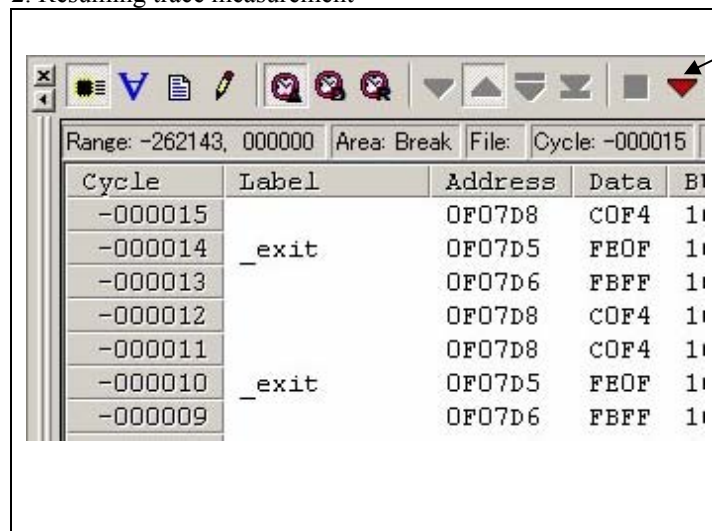 2. Resuming trace measurement
Range: -262143, 000000 Area: Break File: Cycle: -000015
Cycle Label Address Data
-000015 0F07D8 C0F4
-000014 _exit 0F07D5 FE0F
-000013 0F07D6 FBFF
-000012 0F07D8 C0F4
-000011 0F07D8 C0F4
-000010 _exit 0F07D5 FE0F
-000009 0F07D6 FBFF